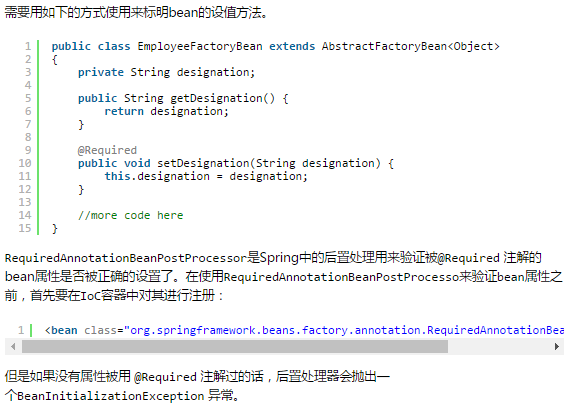 需要用如下的方式使用来标明bean的设值方法。
1 public class EmployeeFactoryBean extends AbstractFactoryBean<Object>
2 {
3     private String designation;
4
5     public String getDesignation() {
6         return designation;
7     }
8
9     @Required
10     public void setDesignation(String designation) {
11         this.designation = designation;
12     }
13
14     //more code here
15 }
RequiredAnnotationBeanPostProcessor是Spring中的后置处理用来验证被@Required 注解的
bean属性是否被正确的设置了。在使用RequiredAnnotationBeanPostProcesso来验证bean属性之
前，首先要在IoC容器中对其进行注册：
1 <bean class="org.springframework.beans.factory.annotation.RequiredAnnotationBea
但是如果没有属性被用 @Required 注解过的话，后置处理器会抛出一
个BeanInitializationException 异常。